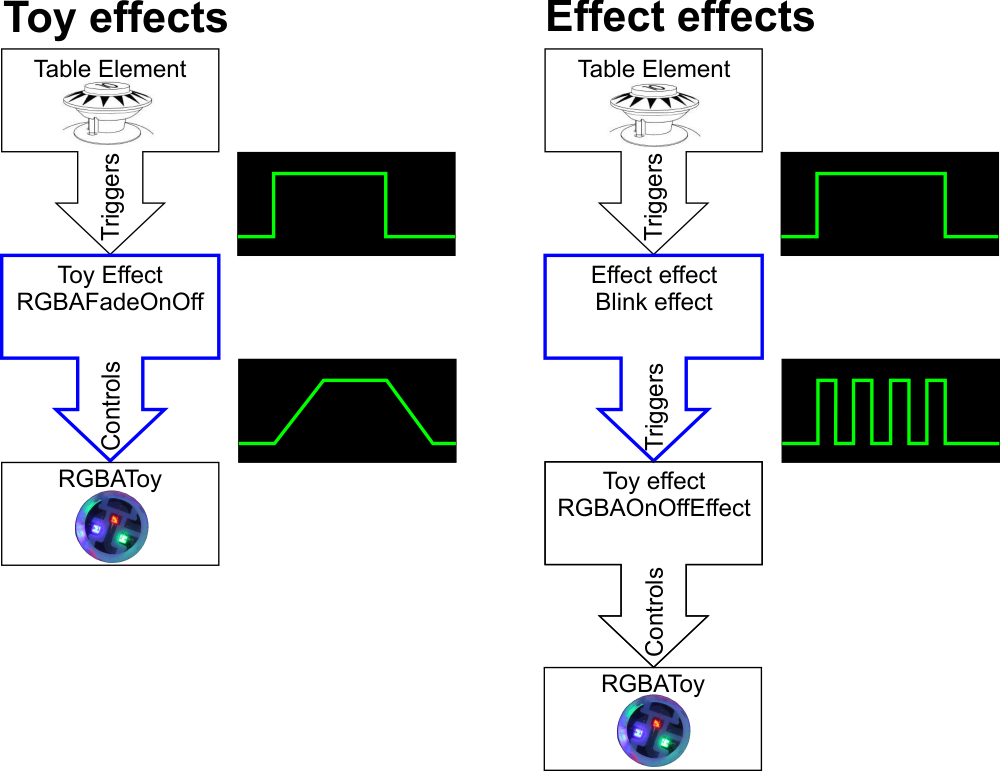 Toy effects
Table Element
Triggers
Toy Effect
RGBAFadeOnOff
Controls
RGBAToy
Effect effects
Table Element
Triggers
Effect effect
Blink effect
Triggers
Toy effect
RGBAOnOffEffect
Controls
RGBAToy